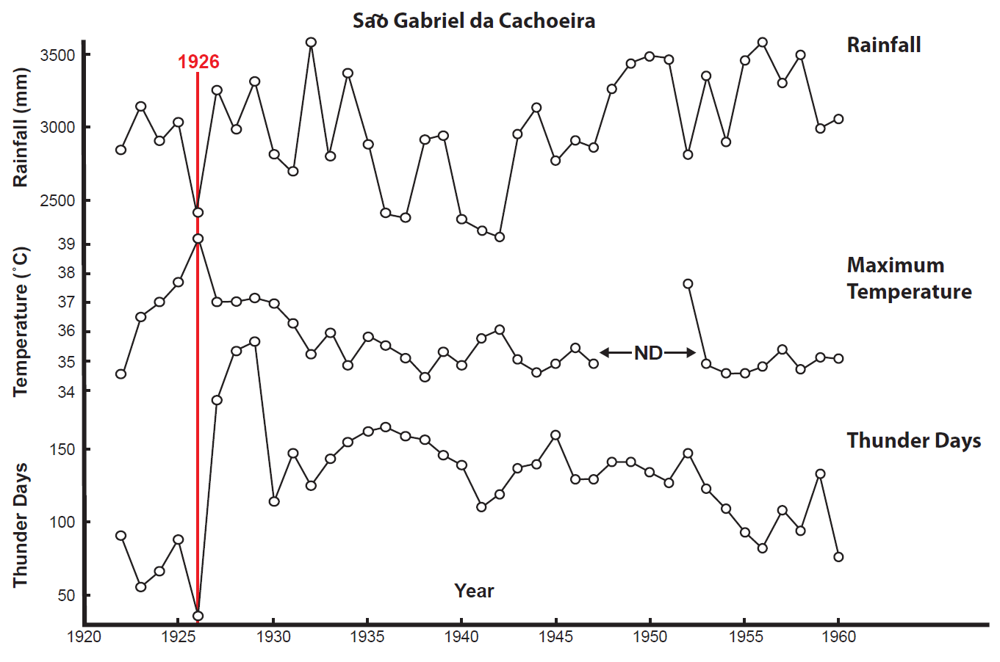 Saõ Gabriel da Cachoeira
Rainfall
1926
3500
3000
2500
Rainfall (mm)
39
38
37
36
35
34
Temperature (˚C)
Maximum
Temperature
ND
Thunder Days
150
100
50
Thunder Days
Year
1920 1925 1930 1935 1940 1945 1950 1955 1960